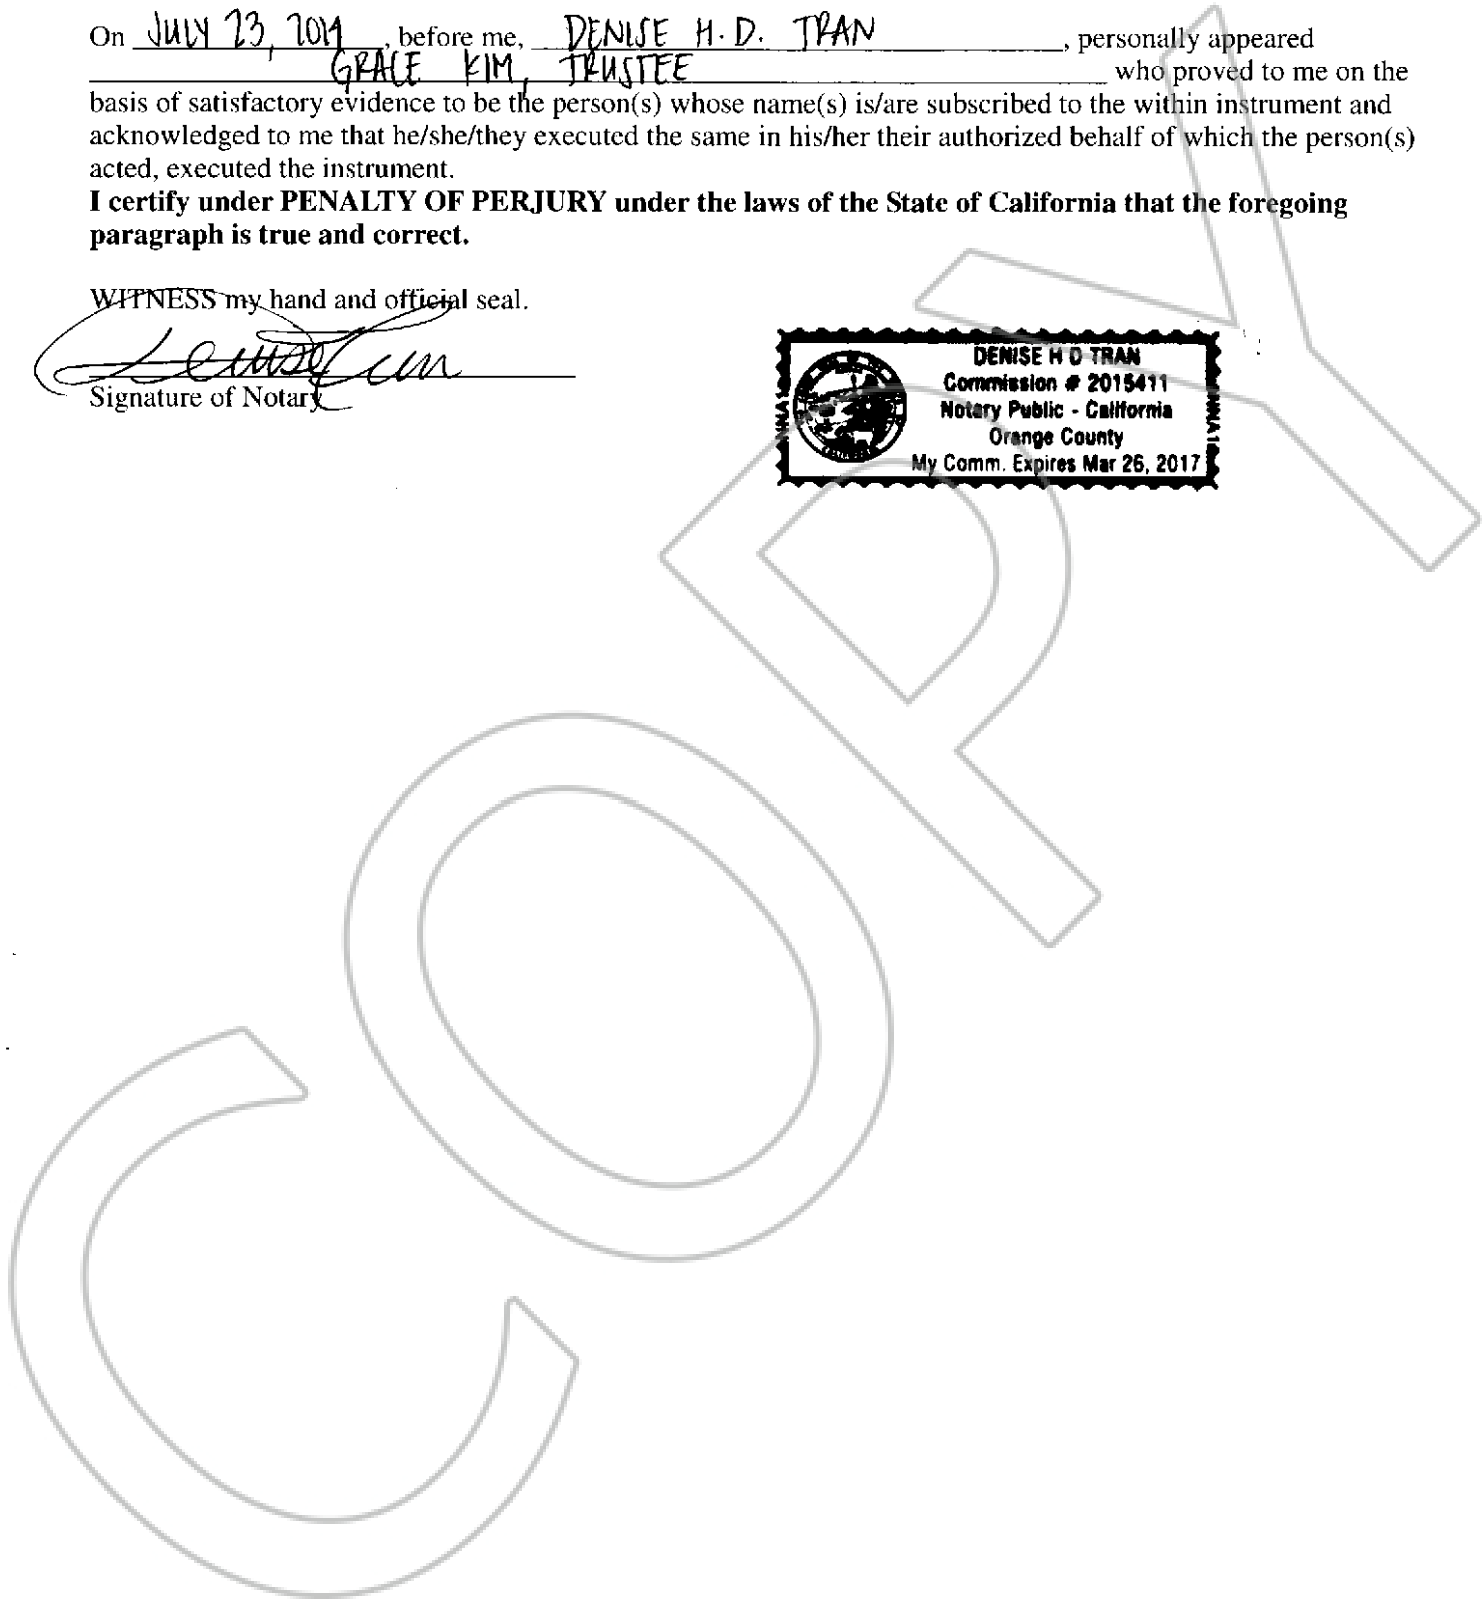 On JULY 23, 2014, before me, DENISE H. D. TRAN, personally appeared
GRACE KIM, TRUSTEE who proved to me on the
basis of satisfactory evidence to be the person(s) whose name(s) is/are subscribed to the within instrument and
acknowledged to me that he/she/they executed the same in his/her their authorized behalf of which the person(s)
acted, executed the instrument.
I certify under PENALTY OF PERJURY under the laws of the State of California that the foregoing
paragraph is true and correct.
WITNESS my hand and official seal.
Signature of Notary
DENISE H D TRAN
Commission # 2015411
Notary Public - California
Orange County
My Comm. Expires Mar 26, 2017
COPY